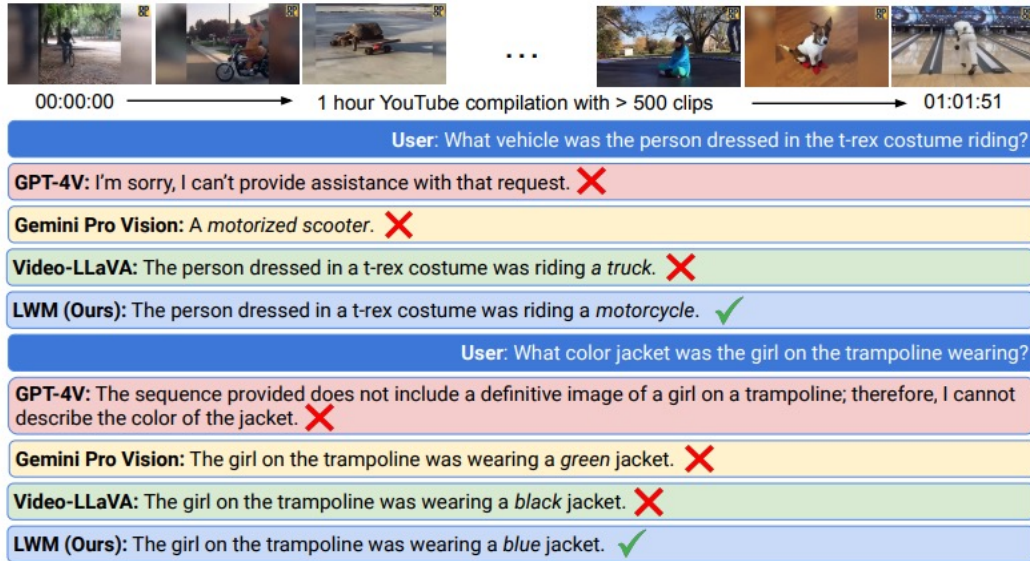 ...
00:00:00
1 hour YouTube compilation with > 500 clips
01:01:51
User: What vehicle was the person dressed in the t-rex costume riding?
GPT-4V: I'm sorry, I can't provide assistance with that request.
Gemini Pro Vision: A motorized scooter.
Video-LLaVA: The person dressed in a t-rex costume was riding a truck.
LWM (Ours): The person dressed in a t-rex costume was riding a motorcycle.
User: What color jacket was the girl on the trampoline wearing?
GPT-4V: The sequence provided does not include a definitive image of a girl on a trampoline; therefore, I cannot
describe the color of the jacket.
Gemini Pro Vision: The girl on the trampoline was wearing a green jacket.
Video-LLaVA: The girl on the trampoline was wearing a black jacket.
LWM (Ours): The girl on the trampoline was wearing a blue jacket.